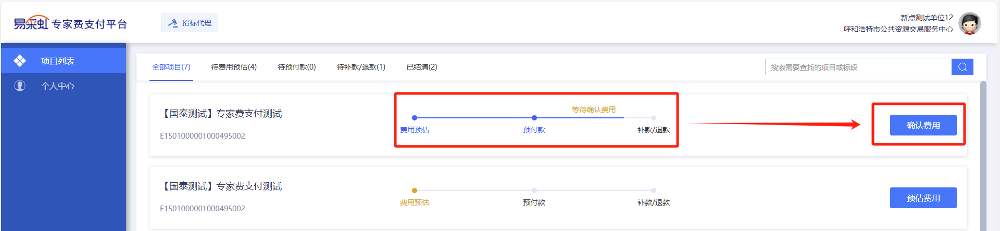 易采虹 专家费支付平台
招标代理
新点测试单位12
呼和浩特市公共资源交易服务中心
项目列表
个人中心
全部项目(7) 待费用预估(4) 待预付款(0) 待补款/退款(1) 已结清(2)
搜索需要查找的项目或标段
【国泰测试】专家费支付测试
E1501000001000495002
等待确认费用
费用预估 预付款 补款/退款
确认费用
【国泰测试】专家费支付测试
E1501000001000495002
费用预估 预付款 补款/退款
预估费用